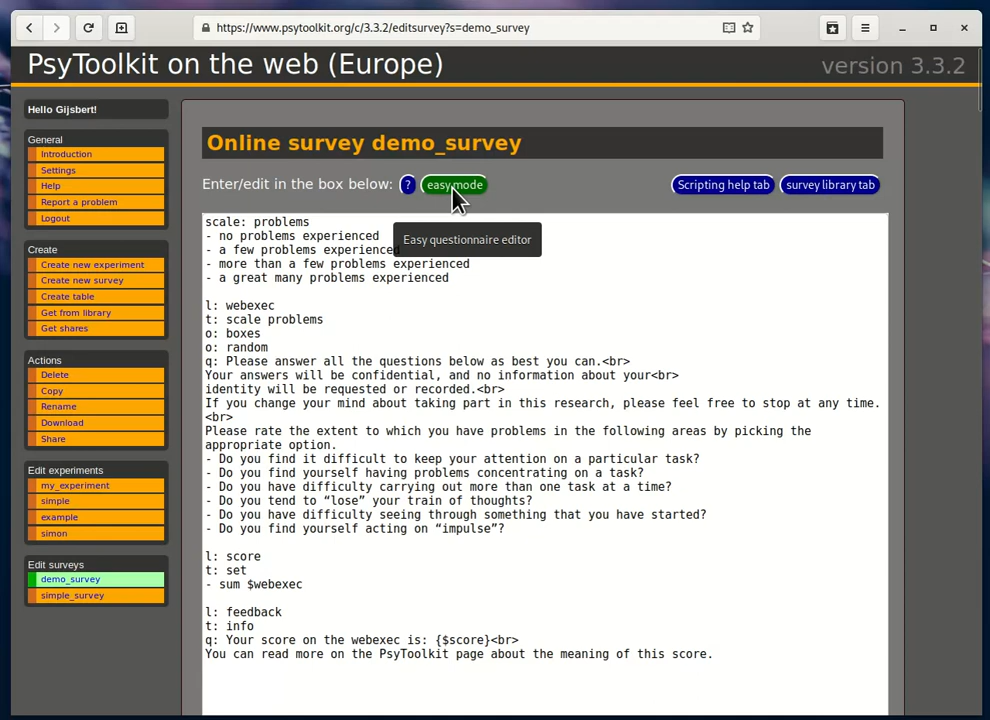 https://www.psytoolkit.org/c/3.3.2/editsurvey?s=demo_survey
PsyToolkit on the web (Europe)
version 3.3.2
Hello Gijsbert!
General
Introduction
Settings
Help
Report a problem
Logout
Create
Create new experiment
Create new survey
Create table
Get from library
Get shares
Actions
Delete
Copy
Rename
Download
Share
Edit experiments
my_experiment
simple
example
simon
Edit surveys
demo_survey
simple_survey
Online survey demo_survey
Enter/edit in the box below: ? easy mode
Scripting help tab survey library tab
Easy questionnaire editor
scale: problems
- no problems experienced
- a few problems experienced
- more than a few problems experienced
- a great many problems experienced
l: webexec
t: scale problems
o: boxes
o: random
q: Please answer all the questions below as best you can.<br>
Your answers will be confidential, and no information about your<br>
identity will be requested or recorded.<br>
If you change your mind about taking part in this research, please feel free to stop at any time.
<br>
Please rate the extent to which you have problems in the following areas by picking the
appropriate option.
- Do you find it difficult to keep your attention on a particular task?
- Do you find yourself having problems concentrating on a task?
- Do you have difficulty carrying out more than one task at a time?
- Do you tend to “lose” your train of thoughts?
- Do you have difficulty seeing through something that you have started?
- Do you find yourself acting on “impulse”?
l: score
t: set
- sum $webexec
l: feedback
t: info
q: Your score on the webexec is: {$score}<br>
You can read more on the PsyToolkit page about the meaning of this score.